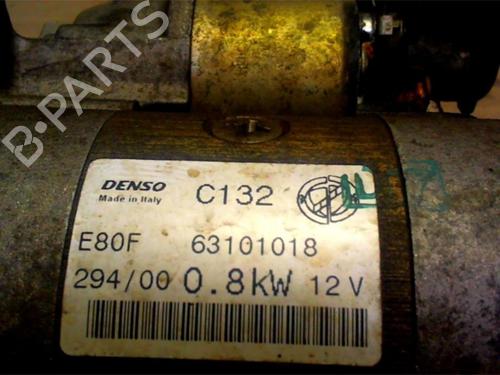 B-PARTS
DENSO C132
Made in Italy
E80F 63101018
294/00 0.8KW 12V